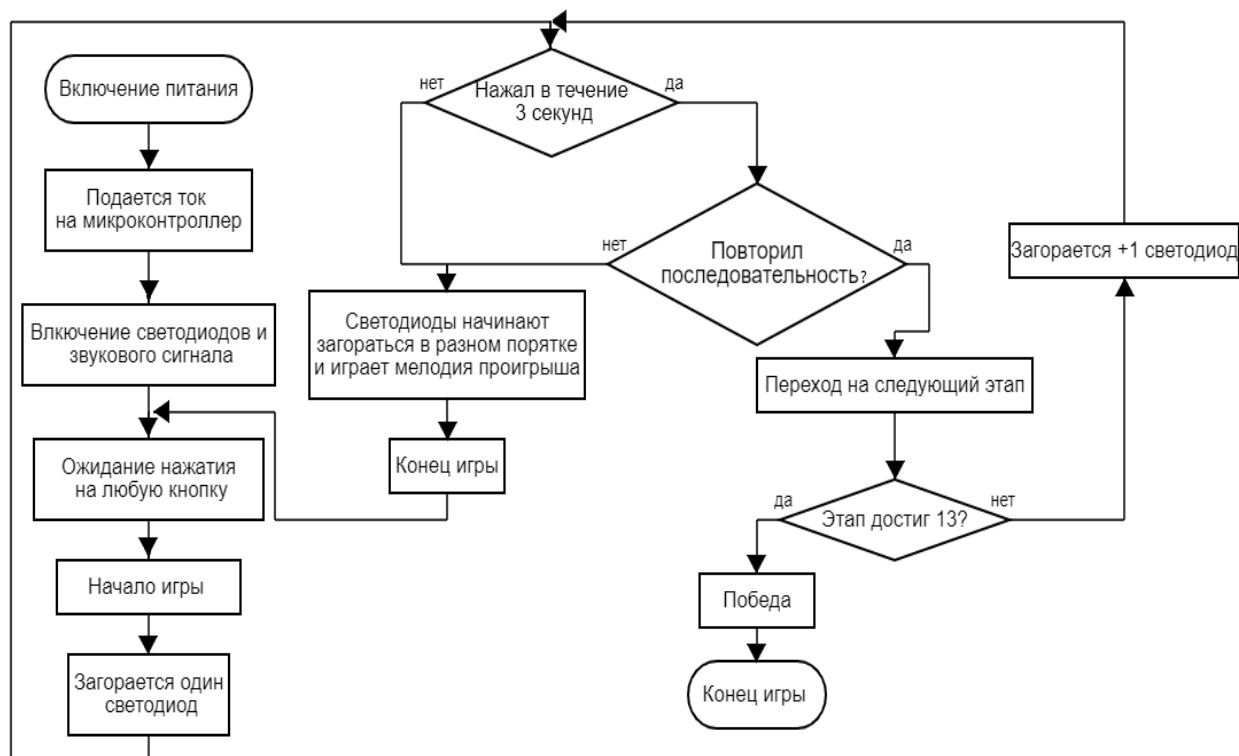 Включение питания
Подается ток
на микроконтроллер
Влключение светодиодов и
звукового сигнала
Ожидание нажатия
на любую кнопку
Начало игры
Загорается один
светодиод
нет
Нажал в течение
3 секунд
да
нет
Повторил
последовательность?
да
Светодиоды начинают
загораться в разном порятке
и играет мелодия проигрыша
Конец игры
Переход на следующий этап
да
Этап достиг 13?
нет
Загорается +1 светодиод
Победа
Конец игры